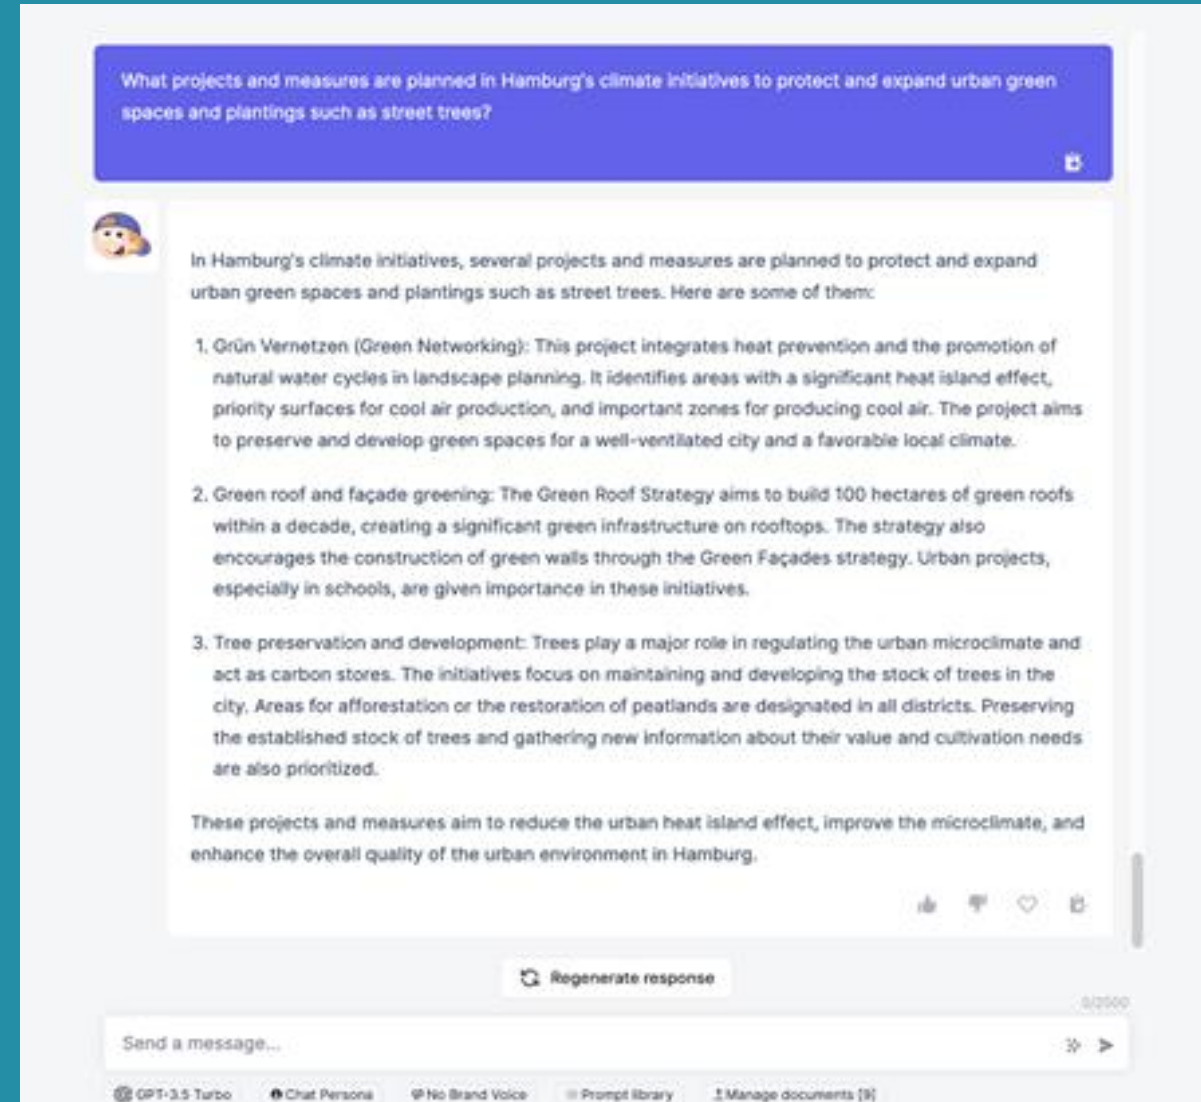 What projects and measures are planned in Hamburg's climate initiatives to protect and expand urban green
spaces and plantings such as street trees?
In Hamburg's climate initiatives, several projects and measures are planned to protect and expand
urban green spaces and plantings such as street trees. Here are some of them:
1. Grün Vernetzen (Green Networking): This project integrates heat prevention and the promotion of
natural water cycles in landscape planning. It identifies areas with a significant heat island effect,
priority surfaces for cool air production, and important zones for producing cool air. The project aims
to preserve and develop green spaces for a well-ventilated city and a favorable local climate.
2. Green roof and façade greening: The Green Roof Strategy aims to build 100 hectares of green roofs
within a decade, creating a significant green infrastructure on rooftops. The strategy also
encourages the construction of green walls through the Green Façades strategy. Urban projects,
especially in schools, are given importance in these initiatives.
3. Tree preservation and development: Trees play a major role in regulating the urban microclimate and
act as carbon stores. The initiatives focus on maintaining and developing the stock of trees in the
city. Areas for afforestation or the restoration of peatlands are designated in all districts. Preserving
the established stock of trees and gathering new information about their value and cultivation needs
are also prioritized.
These projects and measures aim to reduce the urban heat island effect, improve the microclimate, and
enhance the overall quality of the urban environment in Hamburg.
Regenerate response
0/2500
Send a message...
GPT-3.5 Turbo Chat Persona No Brand Voice Prompt library Manage documents [9]